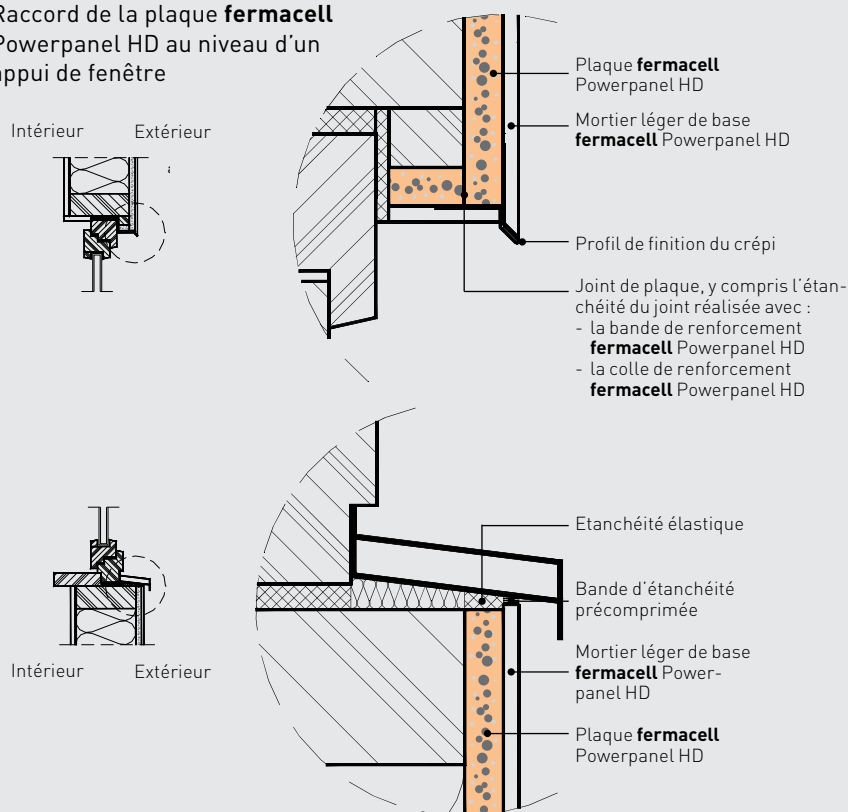 Raccord de la plaque fermacell
Powerpanel HD au niveau d'un
appui de fenêtre
Intérieur Extérieur
Plaque fermacell
Powerpanel HD
Mortier léger de base
fermacell Powerpanel HD
Profil de finition du crépi
Joint de plaque, y compris l'étan-
chéité du joint réalisée avec :
- la bande de renforcement
fermacell Powerpanel HD
- la colle de renforcement
fermacell Powerpanel HD
Intérieur Extérieur
Etanchéité élastique
Bande d'étanchéité
précomprimée
Mortier léger de base
fermacell Power-
panel HD
Plaque fermacell
Powerpanel HD